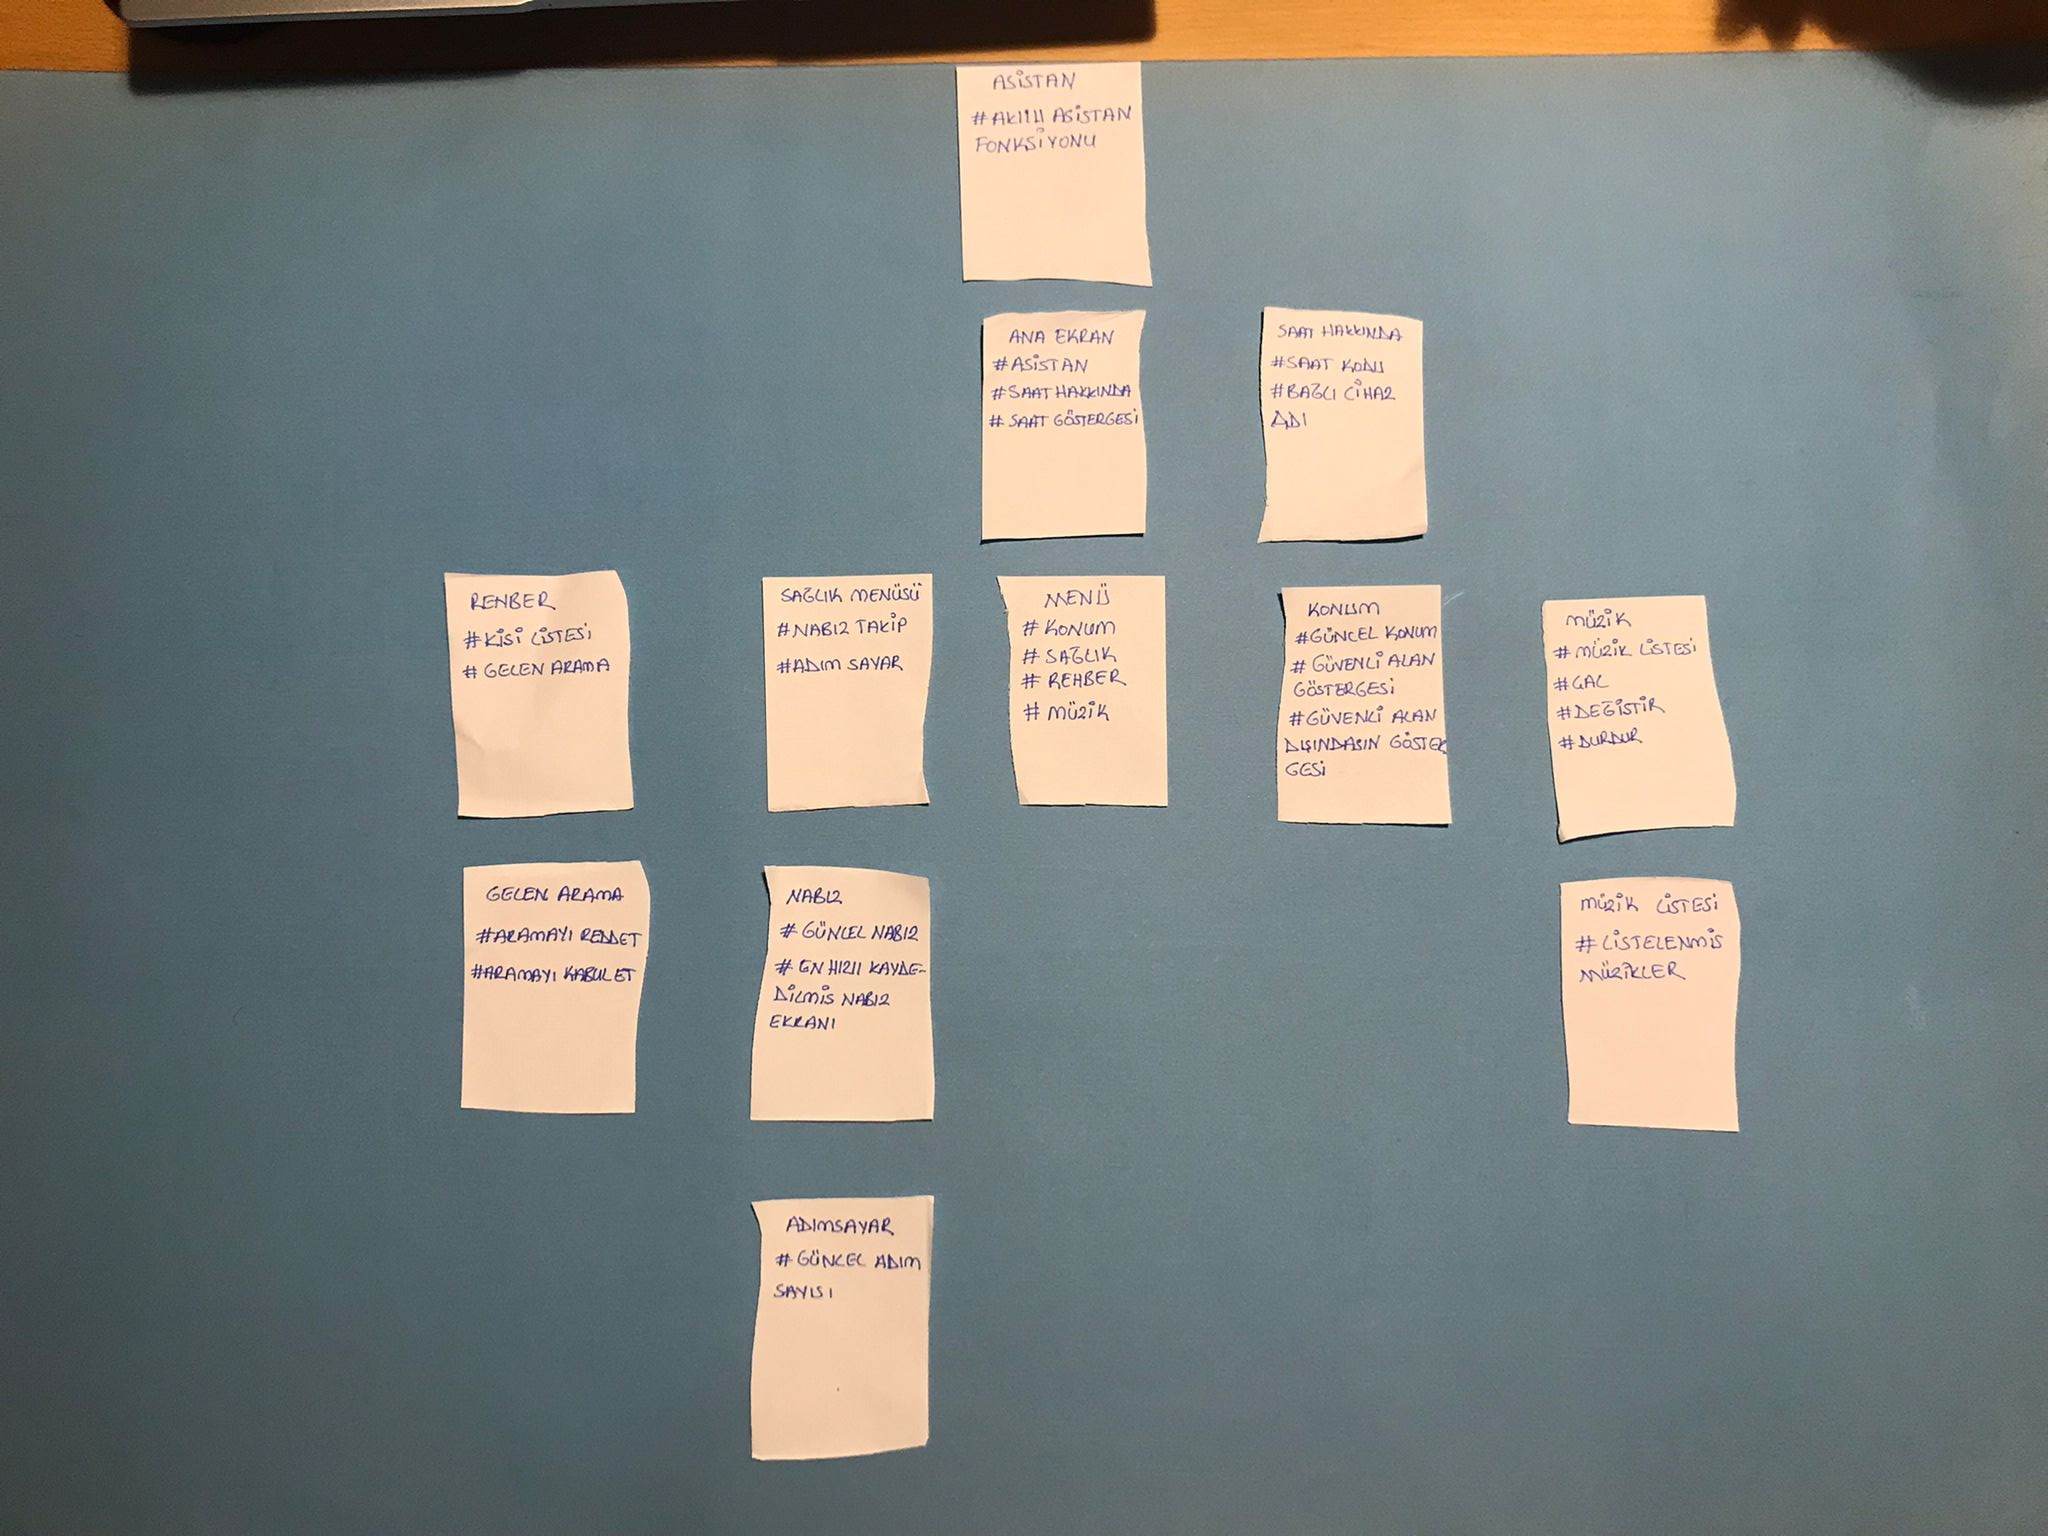 ASİSTAN
#AKILLI ASİSTAN
FONKSİYONU
ANA EKRAN
#ASİSTAN
#SAAT HAKKINDA
# SAAT GÖSTERGESİ
SAAT HAKKINDA
#SAAT KODU
#BAĞLI CİHAZ
ADI
REHBER
#KİSİ LİSTESİ
# GELEN ARAMA
SAĞLIK MENÜSÜ
#NABIZ TAKİP
#ADIM SAYAR
MENÜ
# KONUM
# SAĞLIK
# REHBER
# MÜZİK
KONUM
#GÜNCEL KONUM
# GÜVENLİ ALAN
GÖSTERGESİ
#GÜVENLİ ALAN
DIŞINDASIN GÖSTER
GESİ
MÜZİK
# MÜZİK LİSTESİ
#ÇAL
#DEĞİSTİR
#DURDUR
GELEN ARAMA
#ARAMAYI REDDET
#ARAMAYI KABUL ET
NABIZ
# GÜNCEL NABIZ
# EN HIZLI KAYDE-
DİLMİS NABIZ
EKRANI
MÜZİK LİSTESİ
# LİSTELENMİS
MÜZİKLER
ADIMSAYAR
# GÜNCEL ADIM
SAYISI